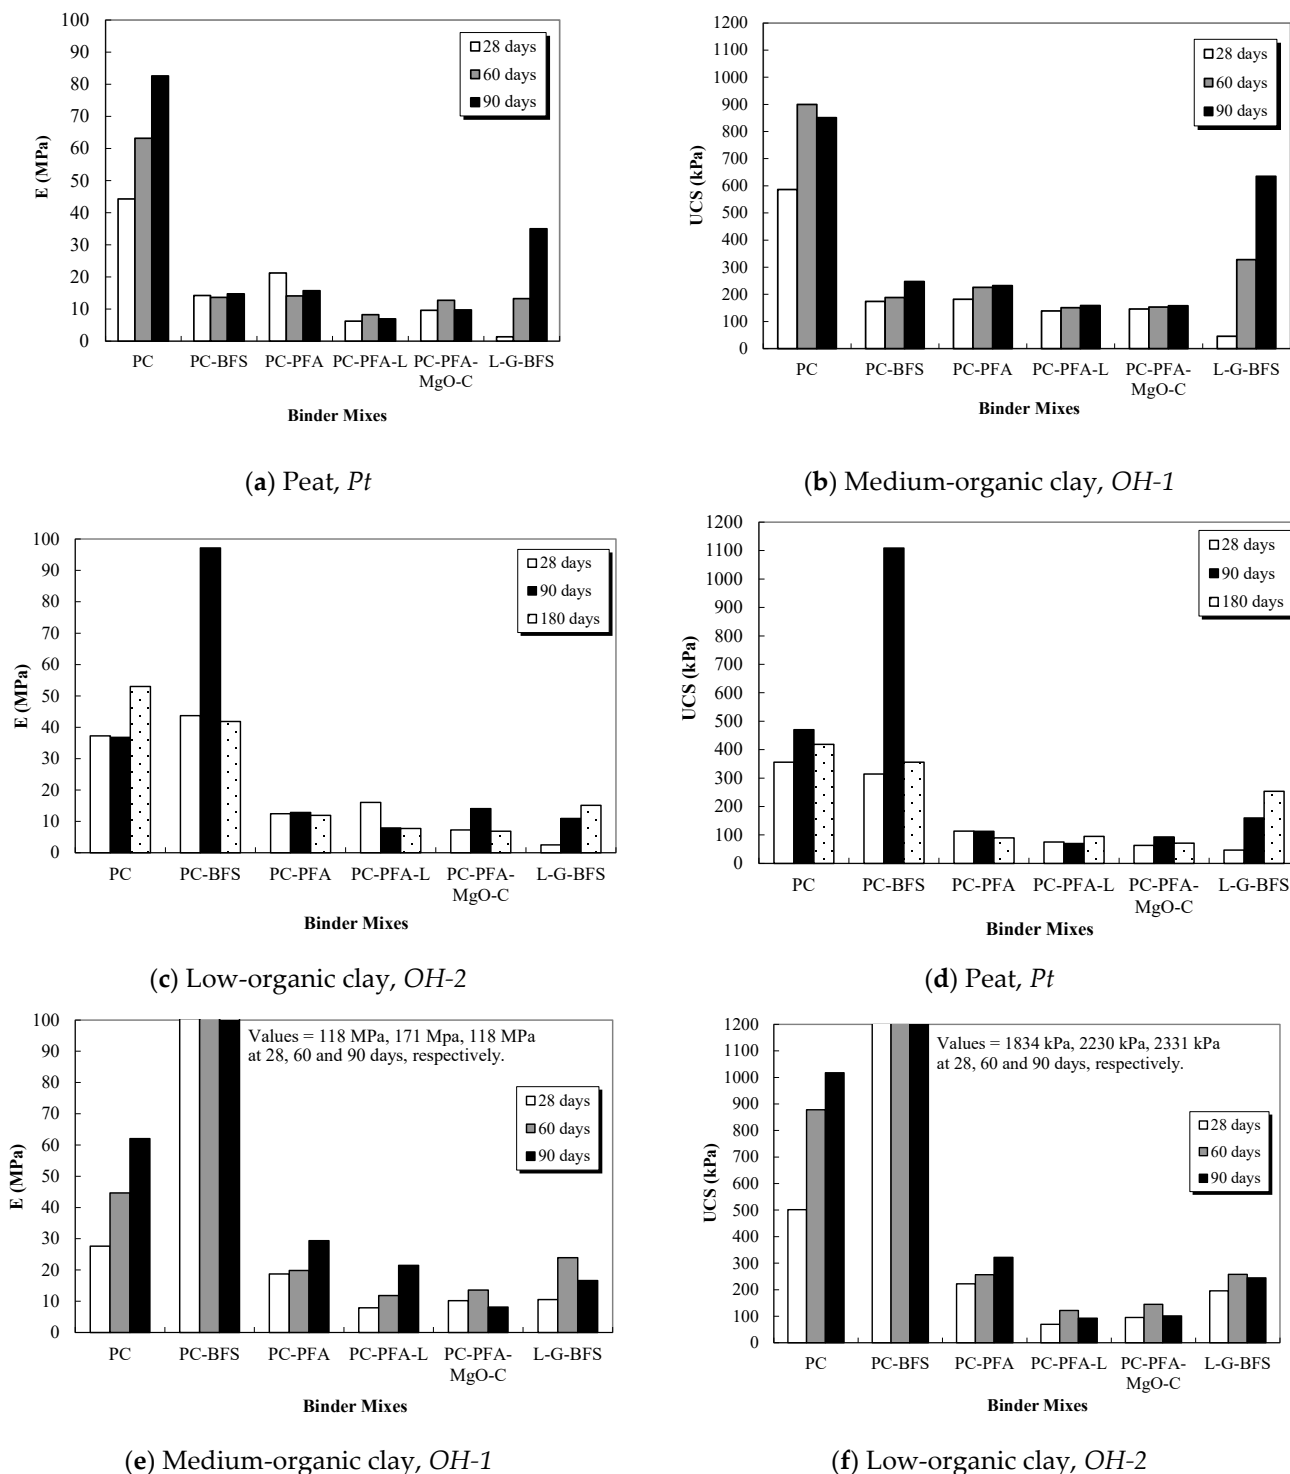 100
90
80
70
60
50
40
30
20
10
0
E (MPa)
28 days
60 days
90 days
PC
PC-BFS
PC-PFA
PC-PFA-L
PC-PFA-
MgO-C
L-G-BFS
Binder Mixes
(a) Peat, Pt
1200
1100
1000
900
800
700
600
500
400
300
200
100
0
UCS (kPa)
28 days
60 days
90 days
PC
PC-BFS
PC-PFA
PC-PFA-L
PC-PFA-
MgO-C
L-G-BFS
Binder Mixes
(b) Medium-organic clay, OH-1
100
90
80
70
60
50
40
30
20
10
0
E (MPa)
28 days
90 days
180 days
PC
PC-BFS
PC-PFA
PC-PFA-L
PC-PFA-
MgO-C
L-G-BFS
Binder Mixes
(c) Low-organic clay, OH-2
1200
1100
1000
900
800
700
600
500
400
300
200
100
0
UCS (kPa)
28 days
90 days
180 days
PC
PC-BFS
PC-PFA
PC-PFA-L
PC-PFA-
MgO-C
L-G-BFS
Binder Mixes
(d) Peat, Pt
100
90
80
70
60
50
40
30
20
10
0
E (MPa)
Values = 118 MPa, 171 Mpa, 118 MPa
at 28, 60 and 90 days, respectively.
28 days
60 days
90 days
PC
PC-BFS
PC-PFA
PC-PFA-L
PC-PFA-
MgO-C
L-G-BFS
Binder Mixes
(e) Medium-organic clay, OH-1
1200
1100
1000
900
800
700
600
500
400
300
200
100
0
UCS (kPa)
Values = 1834 kPa, 2230 kPa, 2331 kPa
at 28, 60 and 90 days, respectively.
28 days
60 days
90 days
PC
PC-BFS
PC-PFA
PC-PFA-L
PC-PFA-
MgO-C
L-G-BFS
Binder Mixes
(f) Low-organic clay, OH-2